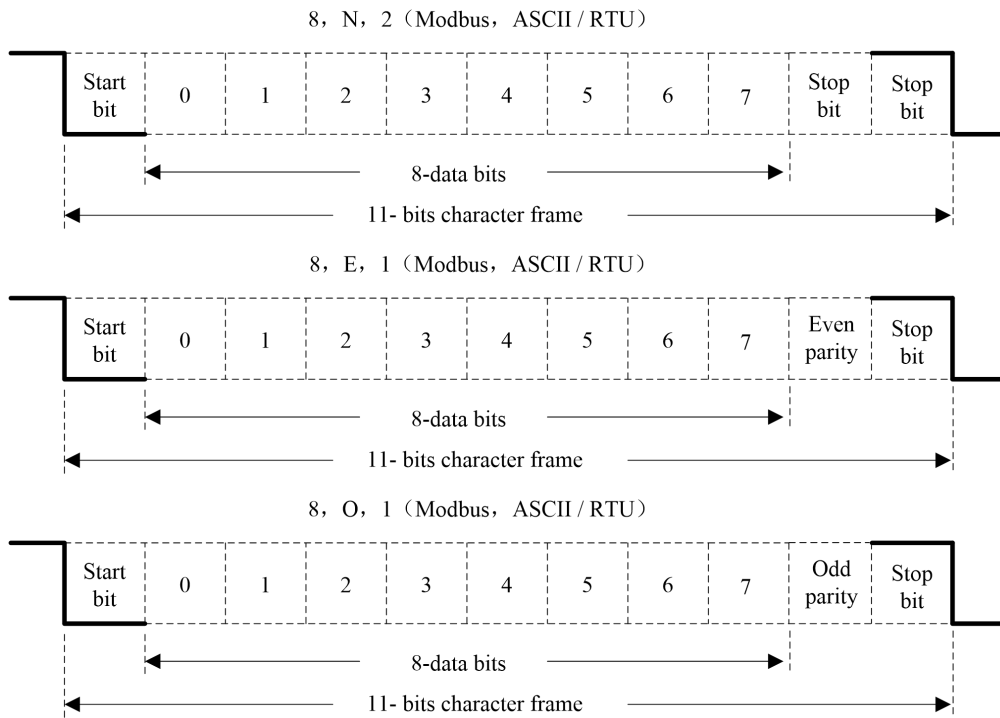 8，N，2（Modbus，ASCII / RTU）
Start bit 0 1 2 3 4 5 6 7 Stop bit Stop bit
8-data bits
11- bits character frame
8，E，1（Modbus，ASCII / RTU）
Start bit 0 1 2 3 4 5 6 7 Even parity Stop bit
8-data bits
11- bits character frame
8，O，1（Modbus，ASCII / RTU）
Start bit 0 1 2 3 4 5 6 7 Odd parity Stop bit
8-data bits
11- bits character frame